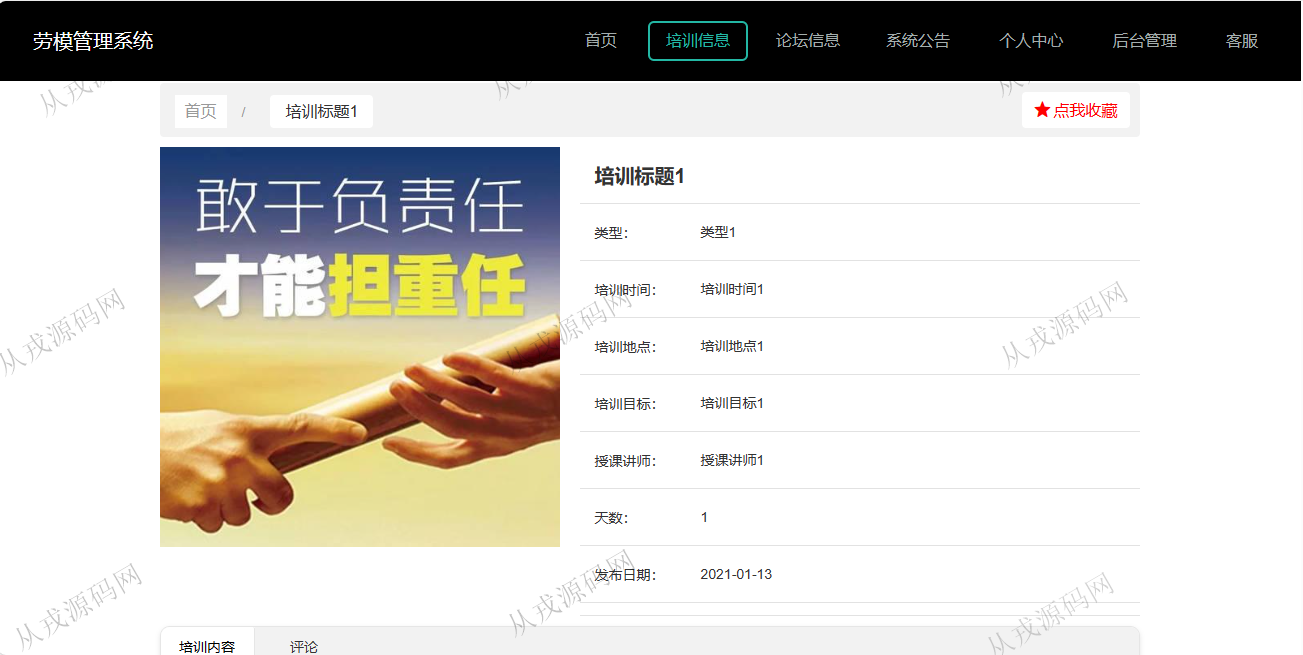 劳模管理系统 首页 培训信息 论坛信息 系统公告 个人中心 后台管理 客服
首页 / 培训标题1 ★点我收藏
敢于负责任
才能担重任
培训标题1
类型: 类型1
培训时间: 培训时间1
培训地点: 培训地点1
培训目标: 培训目标1
授课讲师: 授课讲师1
天数: 1
发布日期: 2021-01-13
培训内容 评论
从戎源码网
从戎源码网
从戎源码网
从戎源码网
从戎源码网
从戎源码网